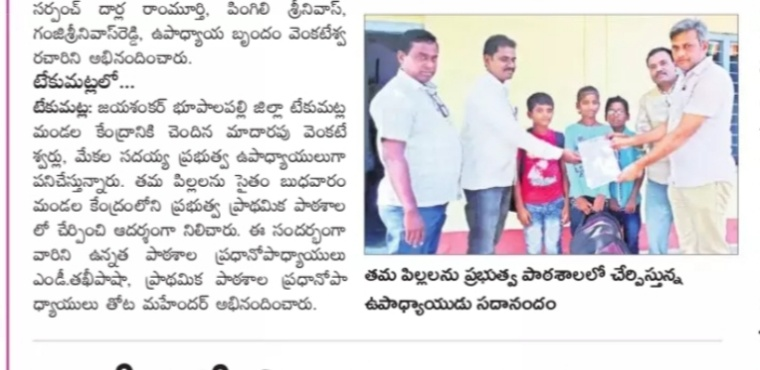 సర్పంచ్ దార్ల రాంమూర్తి, పింగిలి శ్రీనివాస్,
గంజిశ్రీనివాస్‌రెడ్డి, ఉపాధ్యాయ బృందం వెంకటేశ్వ
రచారిని అభినందించారు.
టేకుమట్లలో...
టేకుమట్ల: జయశంకర్ భూపాలపల్లి జిల్లా టేకుమట్ల
మండల కేంద్రానికి చెందిన మాదారపు వెంకటే
శ్వర్లు, మేకల సదయ్య ప్రభుత్వ ఉపాధ్యాయులుగా
పనిచేస్తున్నారు. తమ పిల్లలను సైతం బుధవారం
మండల కేంద్రంలోని ప్రభుత్వ ప్రాథమిక పాఠశాల
లో చేర్పించి ఆదర్శంగా నిలిచారు. ఈ సందర్భంగా
వారిని ఉన్నత పాఠశాల ప్రధానోపాధ్యాయులు
ఎండీ.తఖీపాషా, ప్రాథమిక పాఠశాల ప్రధానోపా
ధ్యాయులు తోట మహేందర్ అభినందించారు.
తమ పిల్లలను ప్రభుత్వ పాఠశాలలో చేర్పిస్తున్న
ఉపాధ్యాయుడు సదానందం